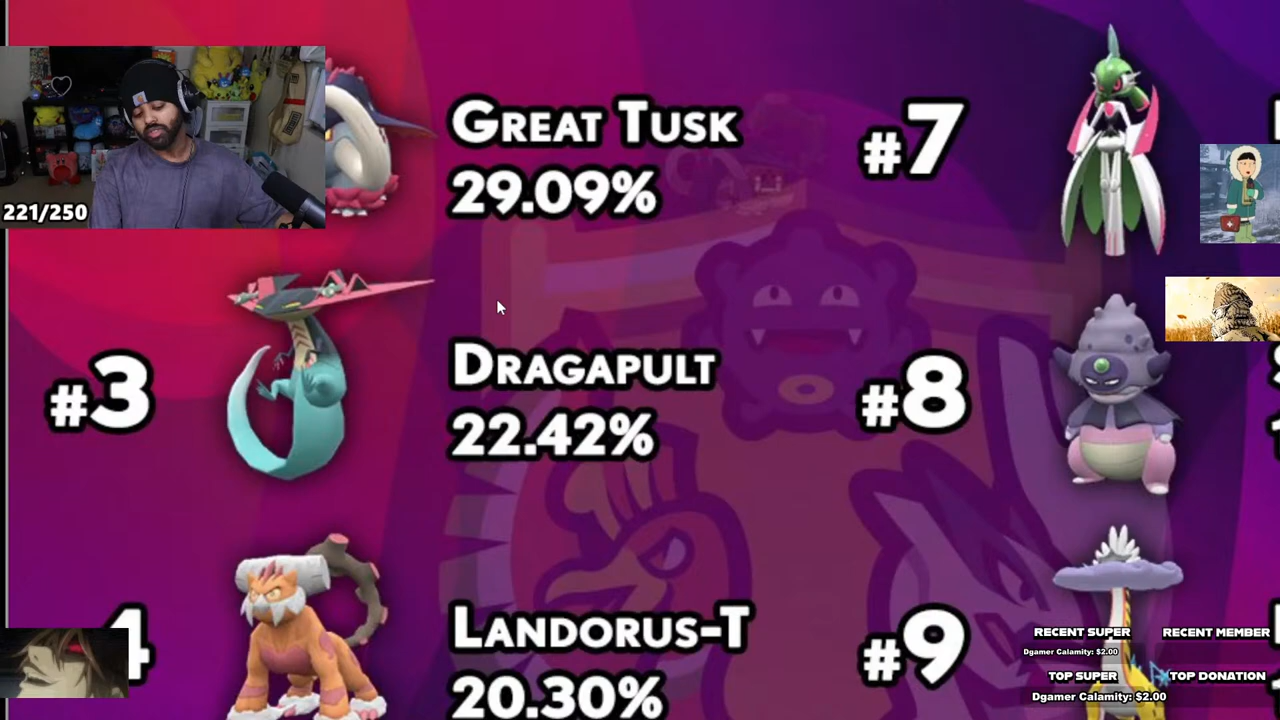 GREAT TUSK
29.09%
#7
221/250
#3
DRAGAPULT
22.42%
#8
4
LANDORUS-T
20.30%
#9
RECENT SUPER
Dgamer Calamity: $2.00
RECENT MEMBER
TOP SUPER
Dgamer Calamity: $2.00
TOP DONATION